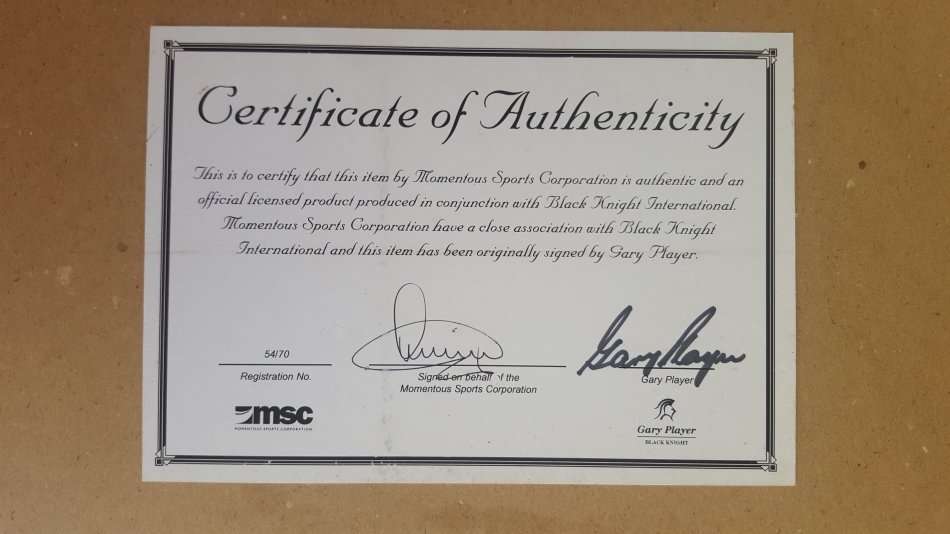 Certificate of Authenticity
This is to certify that this item by Momentous Sports Corporation is authentic and an
official licensed product produced in conjunction with Black Knight International.
Momentous Sports Corporation have a close association with Black Knight
International and this item has been originally signed by Gary Player.
54/70
Registration No.
Signed on behalf of the
Momentous Sports Corporation
Gary Player
Gary Player
msc
MOMENTOUS SPORTS CORPORATION
Gary Player
BLACK KNIGHT